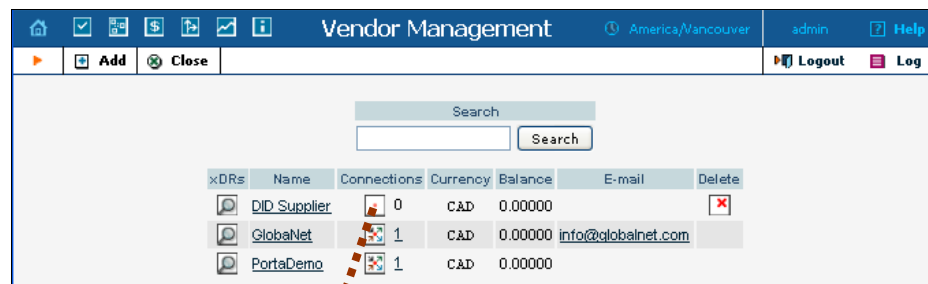 Vendor Management America/Vancouver admin ? Help
Add Close Logout Log
Search
Search
xDRs Name Connections Currency Balance E-mail Delete
DID Supplier 0 CAD 0.00000
GlobaNet 1 CAD 0.00000 info@globalnet.com
PortaDemo 1 CAD 0.00000